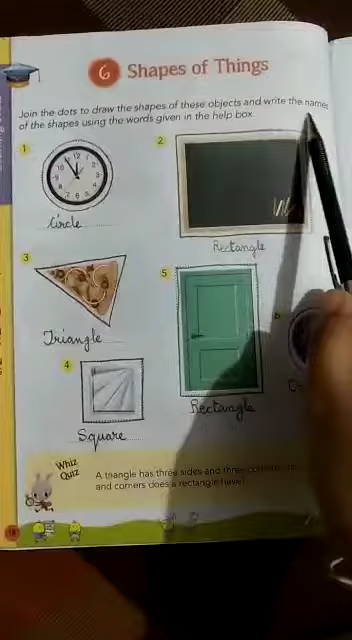 6 Shapes of Things
Join the dots to draw the shapes of these objects and write the names
of the shapes using the words given in the help box.
1
2
Circle
Rectangle
3
5
6
Triangle
4
Rectangle
Square
Whiz
Quiz
A triangle has three sides and three corners.
and corners does a rectangle have?